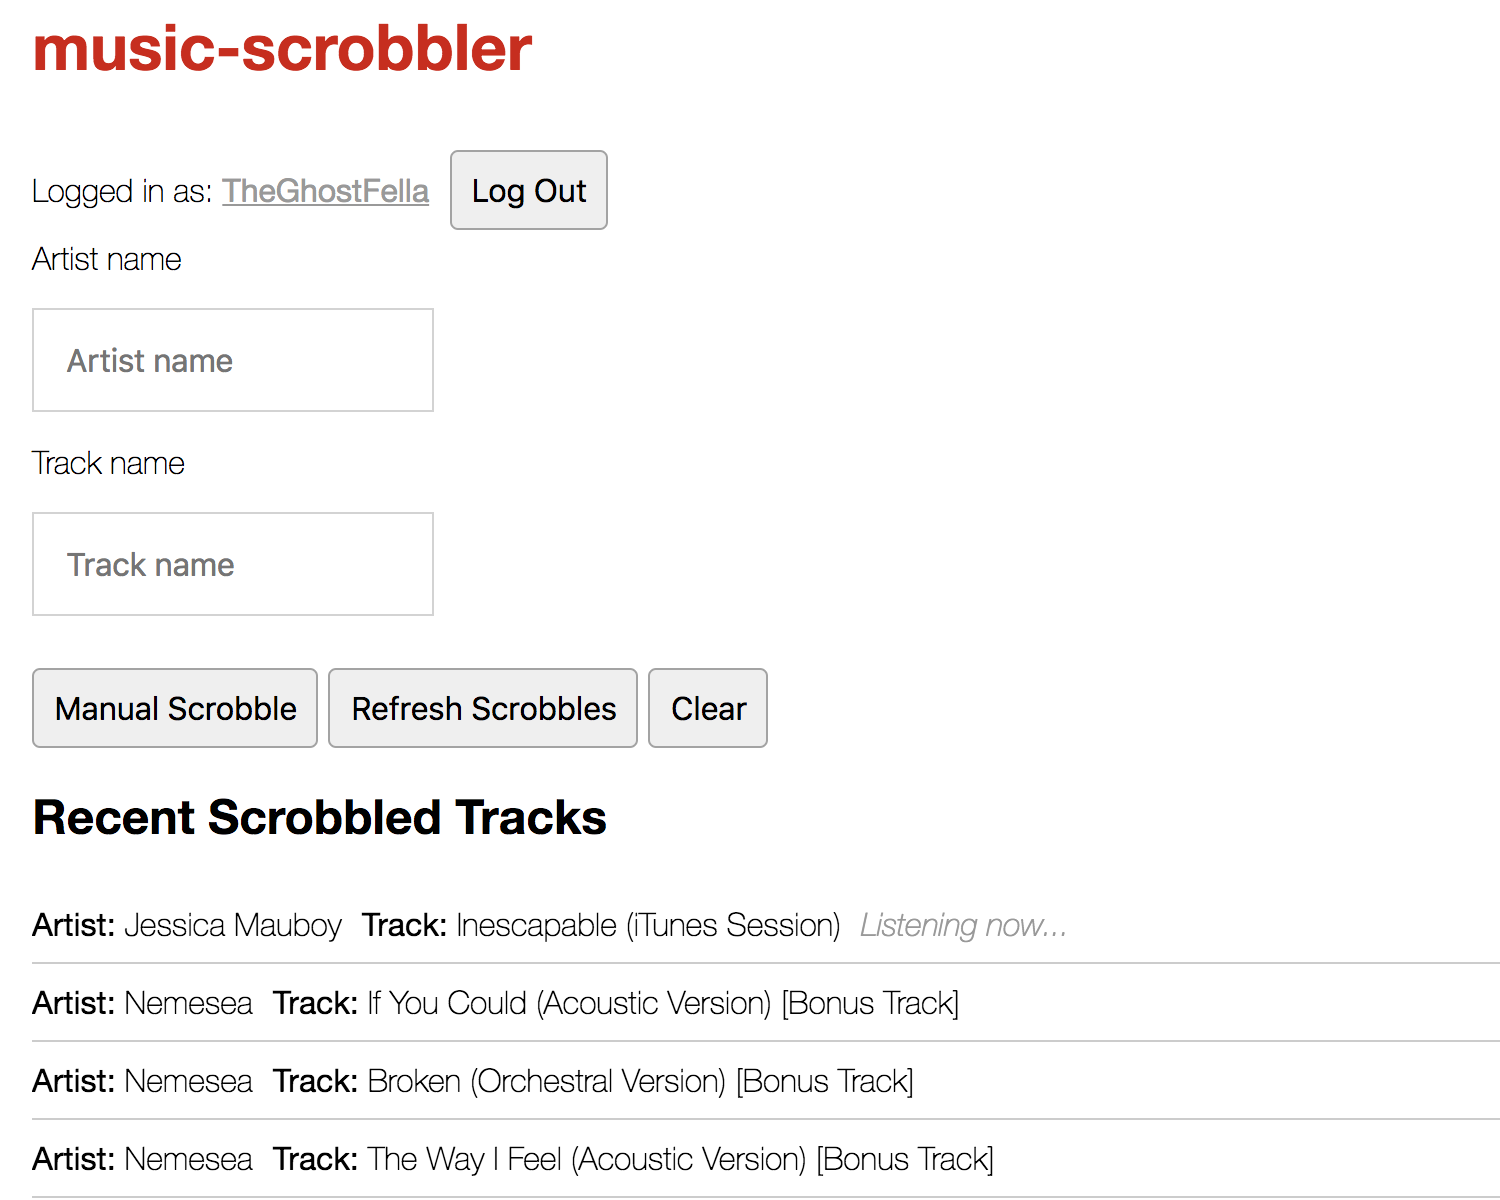 music-scrobbler
Logged in as: TheGhostFella Log Out
Artist name
Artist name
Track name
Track name
Manual Scrobble Refresh Scrobbles Clear
Recent Scrobbled Tracks
Artist: Jessica Mauboy Track: Inescapable (iTunes Session) Listening now...
Artist: Nemesea Track: If You Could (Acoustic Version) [Bonus Track]
Artist: Nemesea Track: Broken (Orchestral Version) [Bonus Track]
Artist: Nemesea Track: The Way I Feel (Acoustic Version) [Bonus Track]